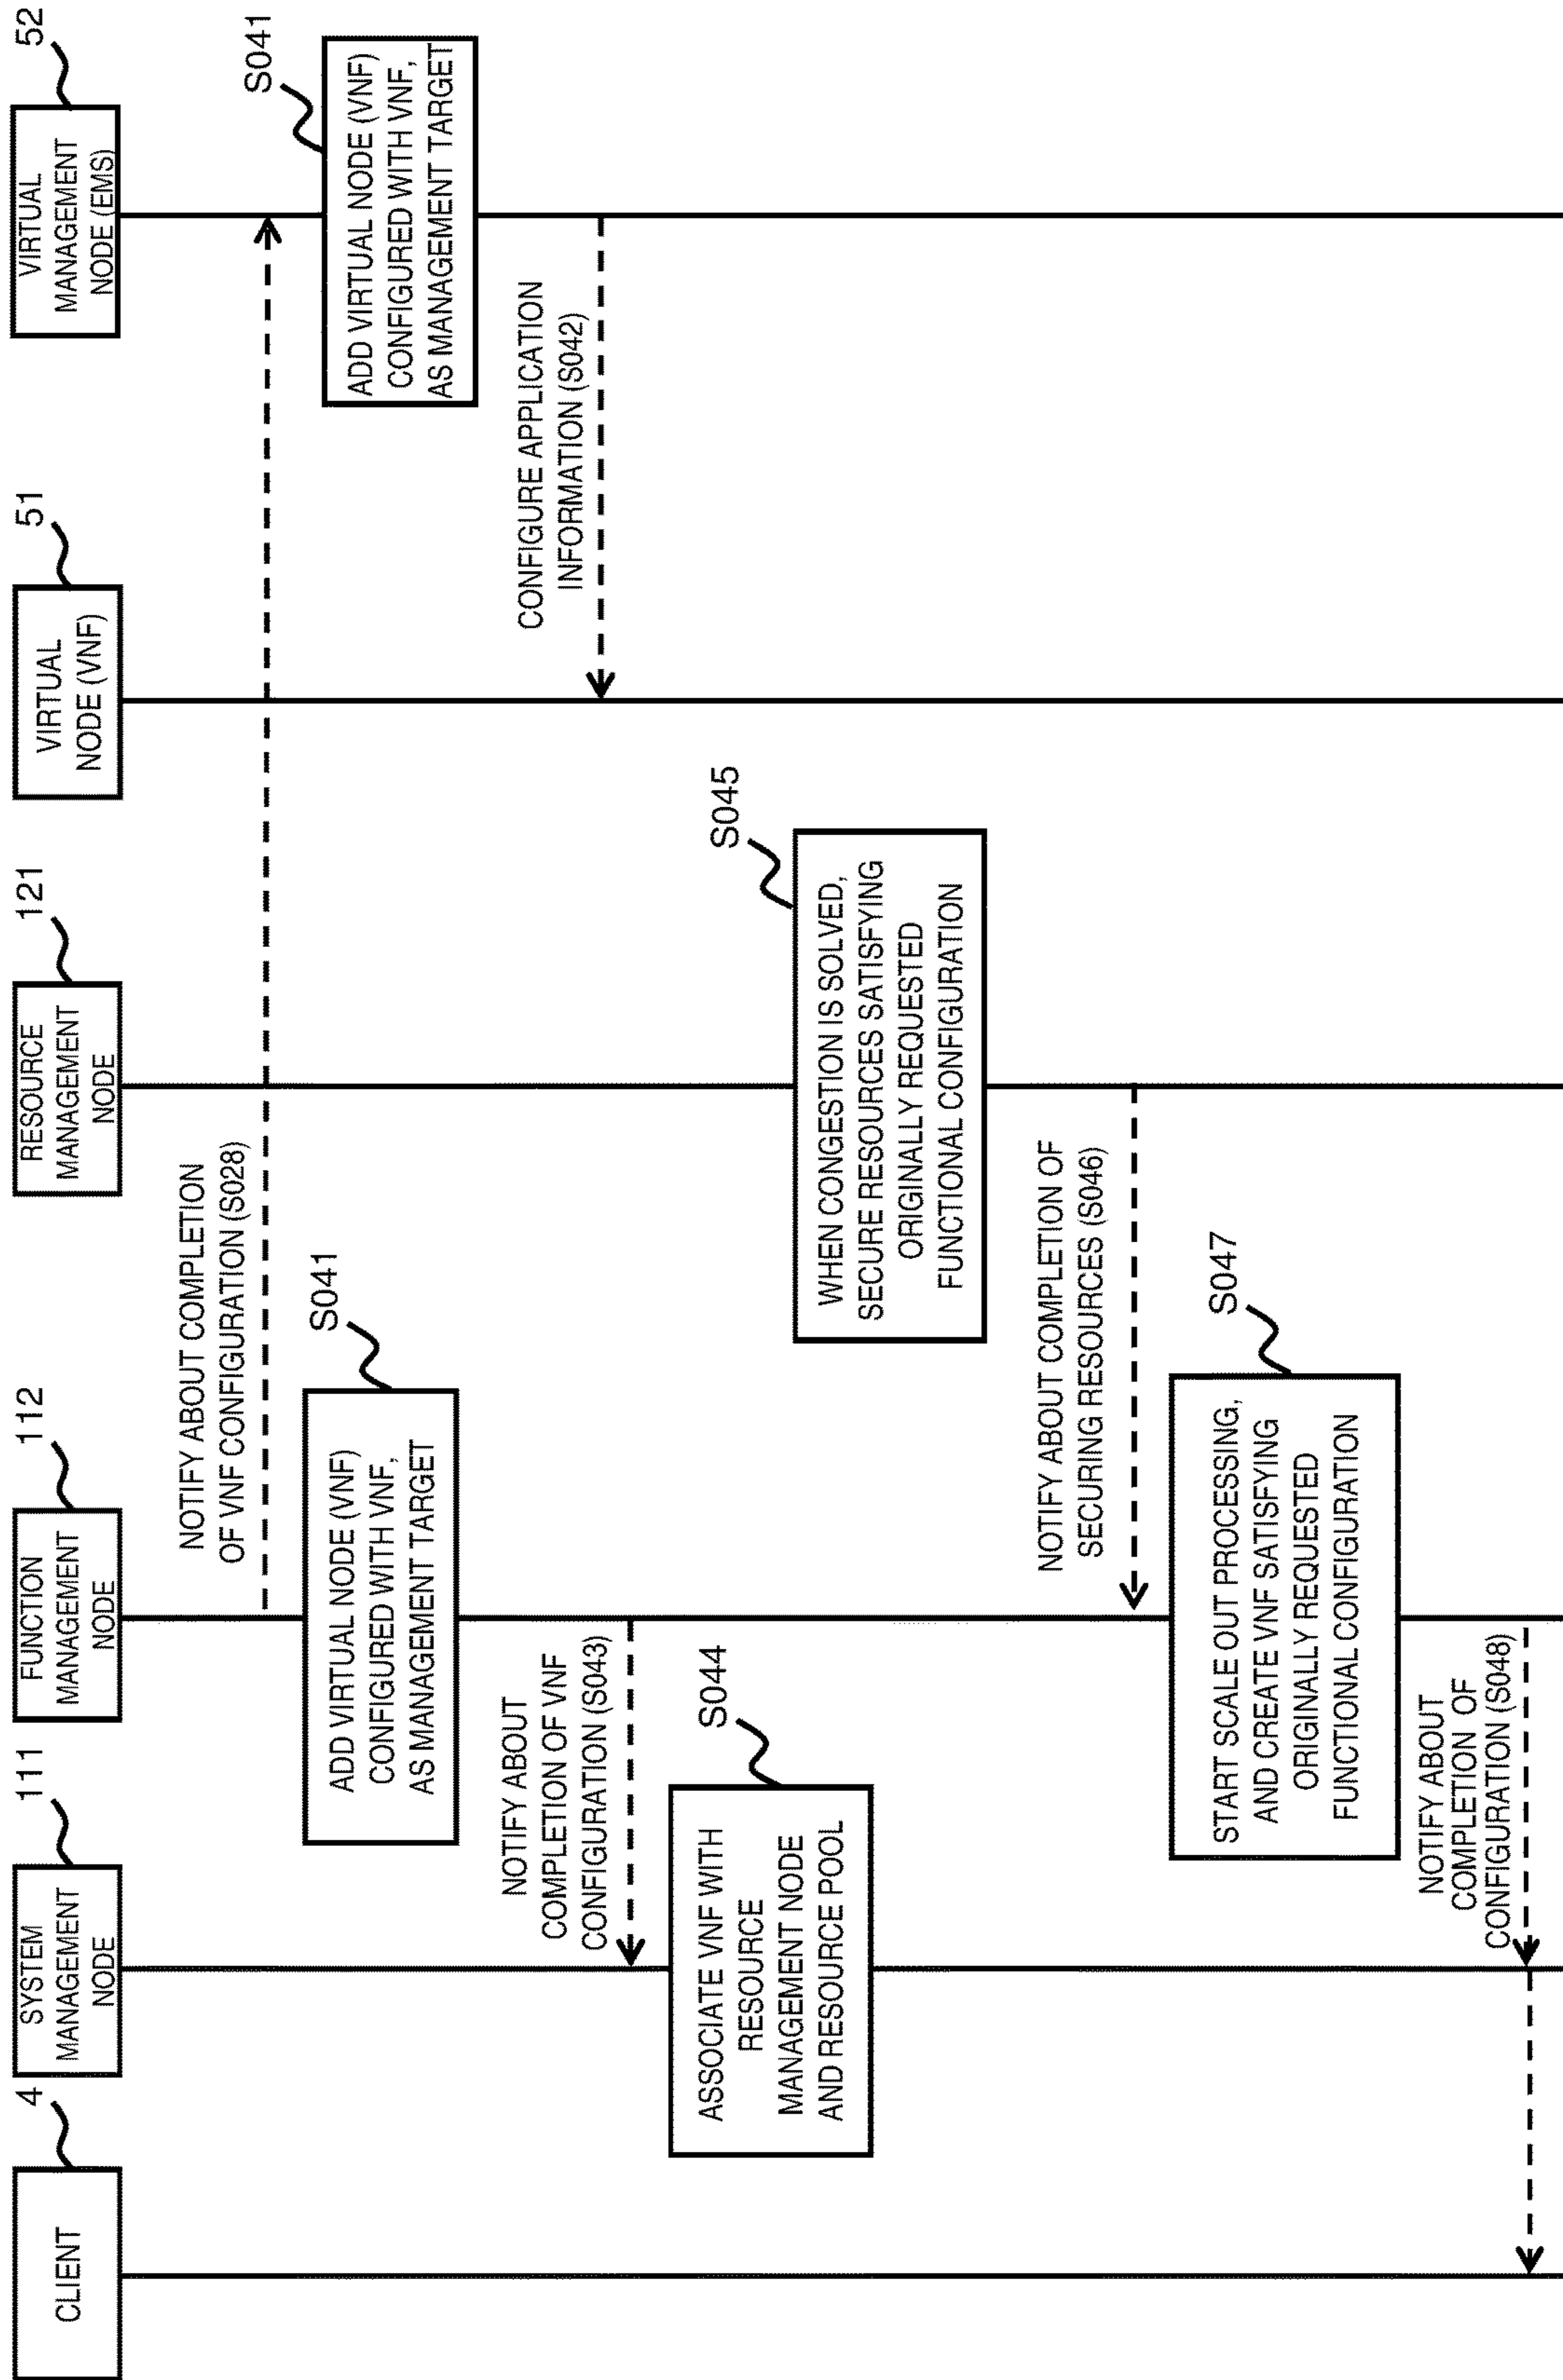 CLIENT
4
SYSTEM
MANAGEMENT
NODE
111
FUNCTION
MANAGEMENT
NODE
112
RESOURCE
MANAGEMENT
NODE
121
VIRTUAL
NODE (VNF)
51
VIRTUAL
MANAGEMENT
NODE (EMS)
52
NOTIFY ABOUT COMPLETION
OF VNF CONFIGURATION (S028)
S041
ADD VIRTUAL NODE (VNF)
CONFIGURED WITH VNF,
AS MANAGEMENT TARGET
S041
ADD VIRTUAL NODE (VNF)
CONFIGURED WITH VNF,
AS MANAGEMENT TARGET
CONFIGURE APPLICATION
INFORMATION (S042)
NOTIFY ABOUT
COMPLETION OF VNF
CONFIGURATION (S043)
S044
ASSOCIATE VNF WITH
RESOURCE
MANAGEMENT NODE
AND RESOURCE POOL
S045
WHEN CONGESTION IS SOLVED,
SECURE RESOURCES SATISFYING
ORIGINALLY REQUESTED
FUNCTIONAL CONFIGURATION
NOTIFY ABOUT COMPLETION OF
SECURING RESOURCES (S046)
S047
START SCALE OUT PROCESSING,
AND CREATE VNF SATISFYING
ORIGINALLY REQUESTED
FUNCTIONAL CONFIGURATION
NOTIFY ABOUT
COMPLETION OF
CONFIGURATION (S048)